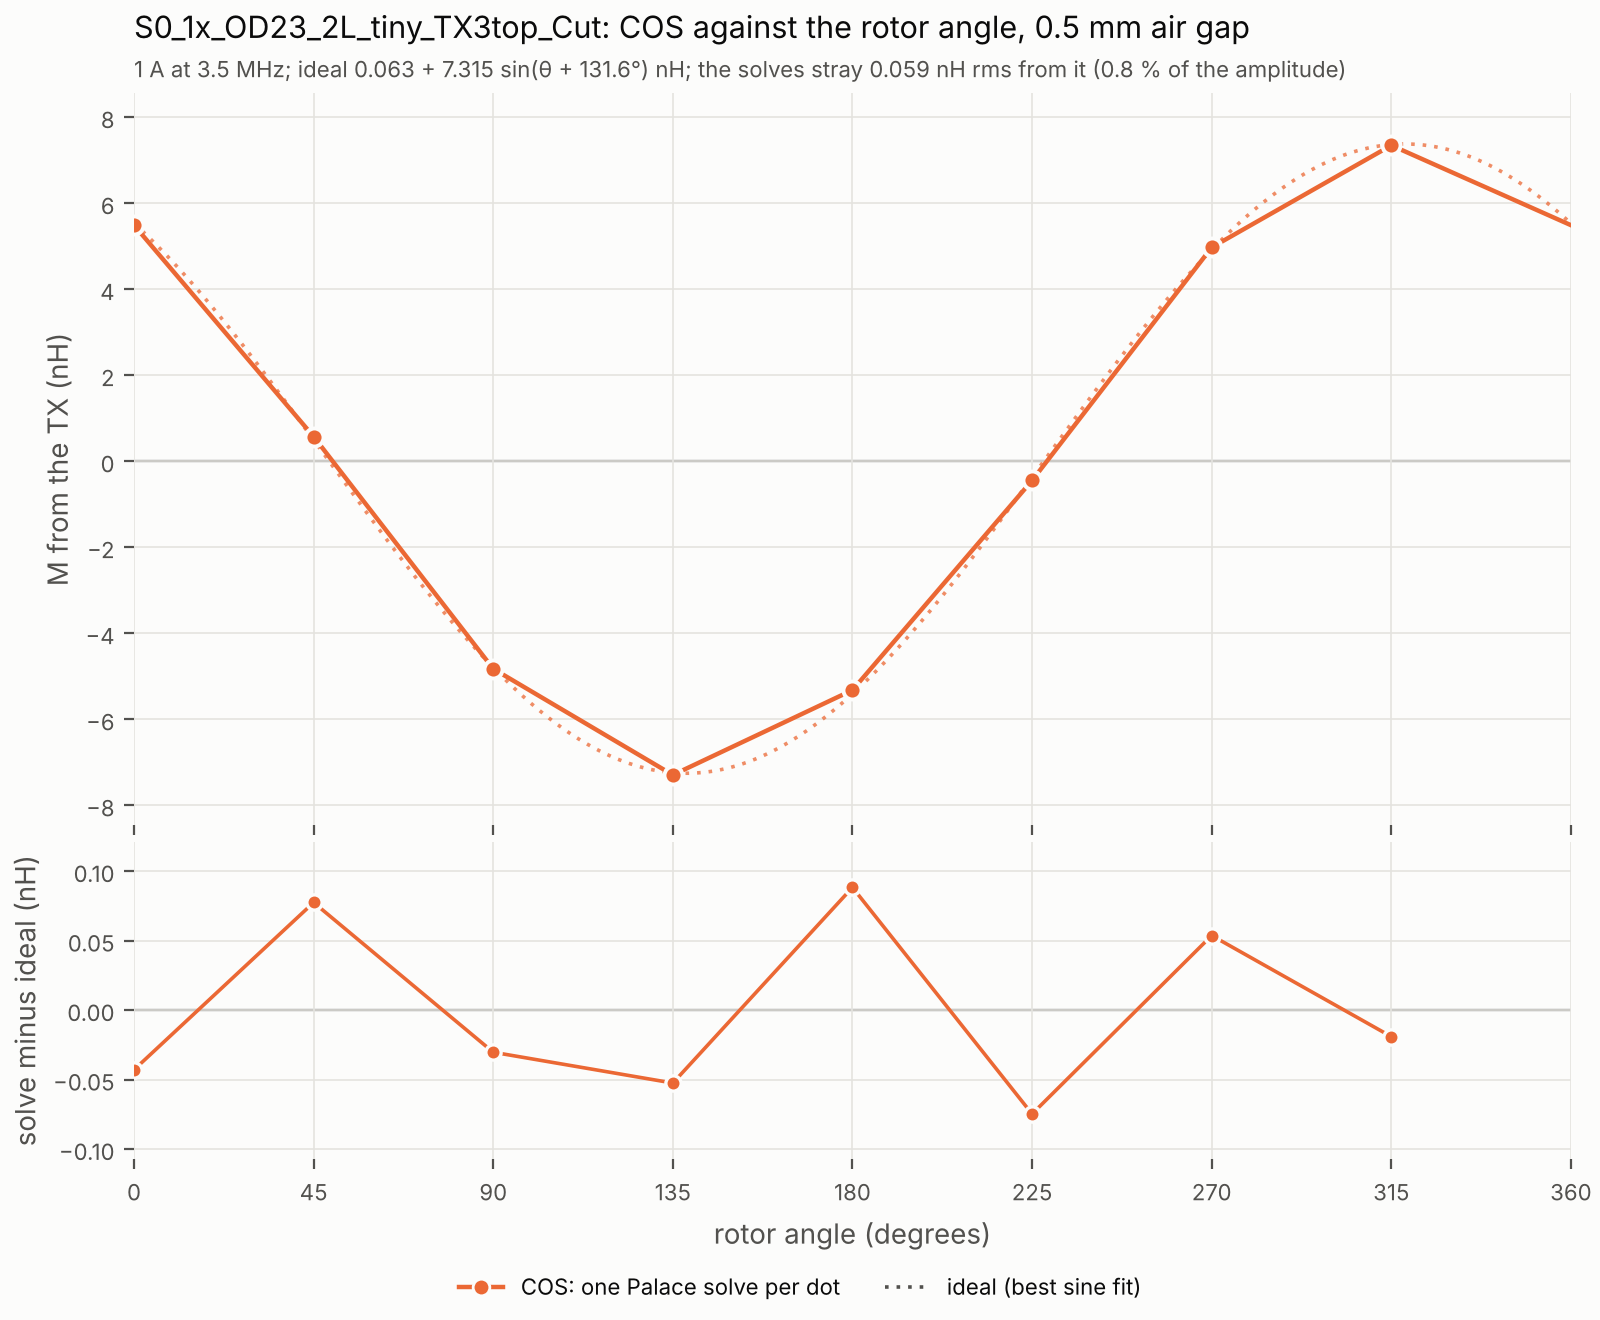 S0_1x_OD23_2L_tiny_TX3top_Cut: COS against the rotor angle, 0.5 mm air gap
1 A at 3.5 MHz; ideal 0.063 + 7.315 sin(θ + 131.6°) nH; the solves stray 0.059 nH rms from it (0.8 % of the amplitude)
8
6
4
2
0
−2
−4
−6
−8
M from the TX (nH)
0.10
0.05
0.00
−0.05
−0.10
solve minus ideal (nH)
0 45 90 135 180 225 270 315 360
rotor angle (degrees)
COS: one Palace solve per dot ideal (best sine fit)